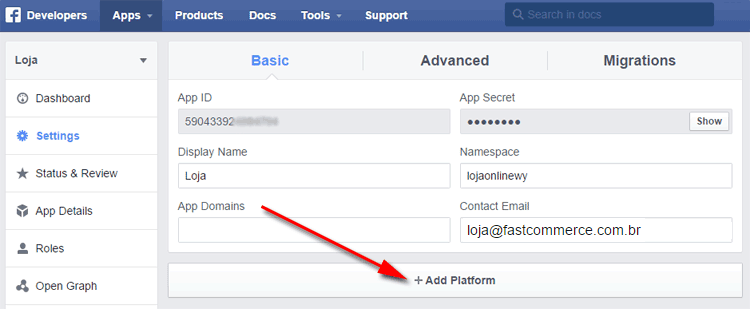 f Developers Apps Products Docs Tools Support Search in docs
Loja
Dashboard
Settings
Status & Review
App Details
Roles
Open Graph
Basic Advanced Migrations
App ID App Secret
59043392 ●●●●●●●● Show
Display Name Namespace
Loja lojaonlinewy
App Domains Contact Email
loja@fastcommerce.com.br
+ Add Platform